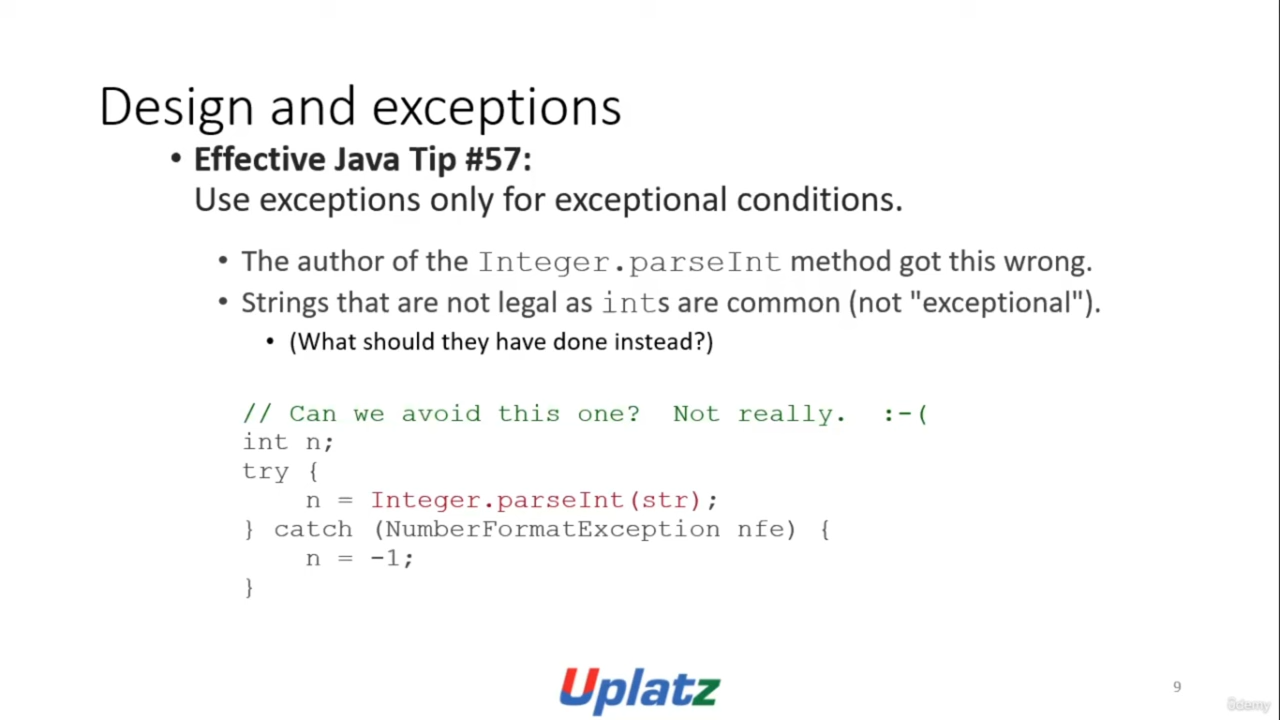 Design and exceptions
• Effective Java Tip #57:
Use exceptions only for exceptional conditions.
• The author of the Integer.parseInt method got this wrong.
• Strings that are not legal as ints are common (not "exceptional").
• (What should they have done instead?)
// Can we avoid this one?  Not really.  :-(
int n;
try {
    n = Integer.parseInt(str);
} catch (NumberFormatException nfe) {
    n = -1;
}
Uplatz
9
ûdemy